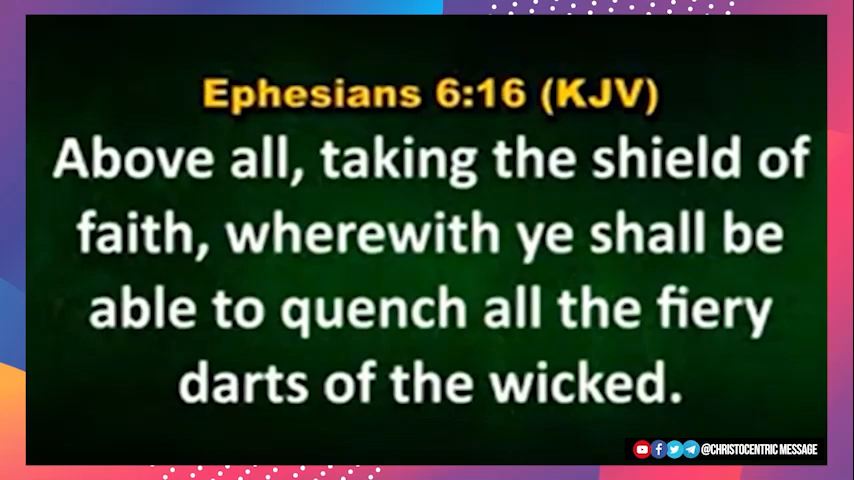 Ephesians 6:16 (KJV)
Above all, taking the shield of
faith, wherewith ye shall be
able to quench all the fiery
darts of the wicked.
@CHRISTOCENTRIC MESSAGE